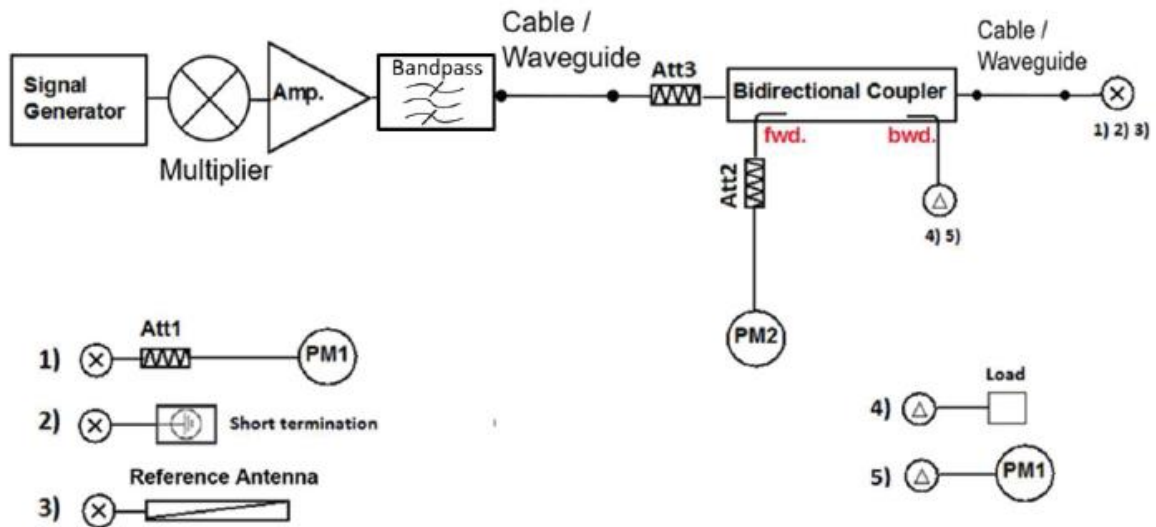 Signal
Generator
Multiplier
Amp.
Bandpass
Cable /
Waveguide
Att3
Bidirectional Coupler
fwd.
bwd.
Cable /
Waveguide
1) 2) 3)
Att2
4) 5)
PM2
1)
Att1
PM1
2)
Short termination
3)
Reference Antenna
4)
Load
5)
PM1